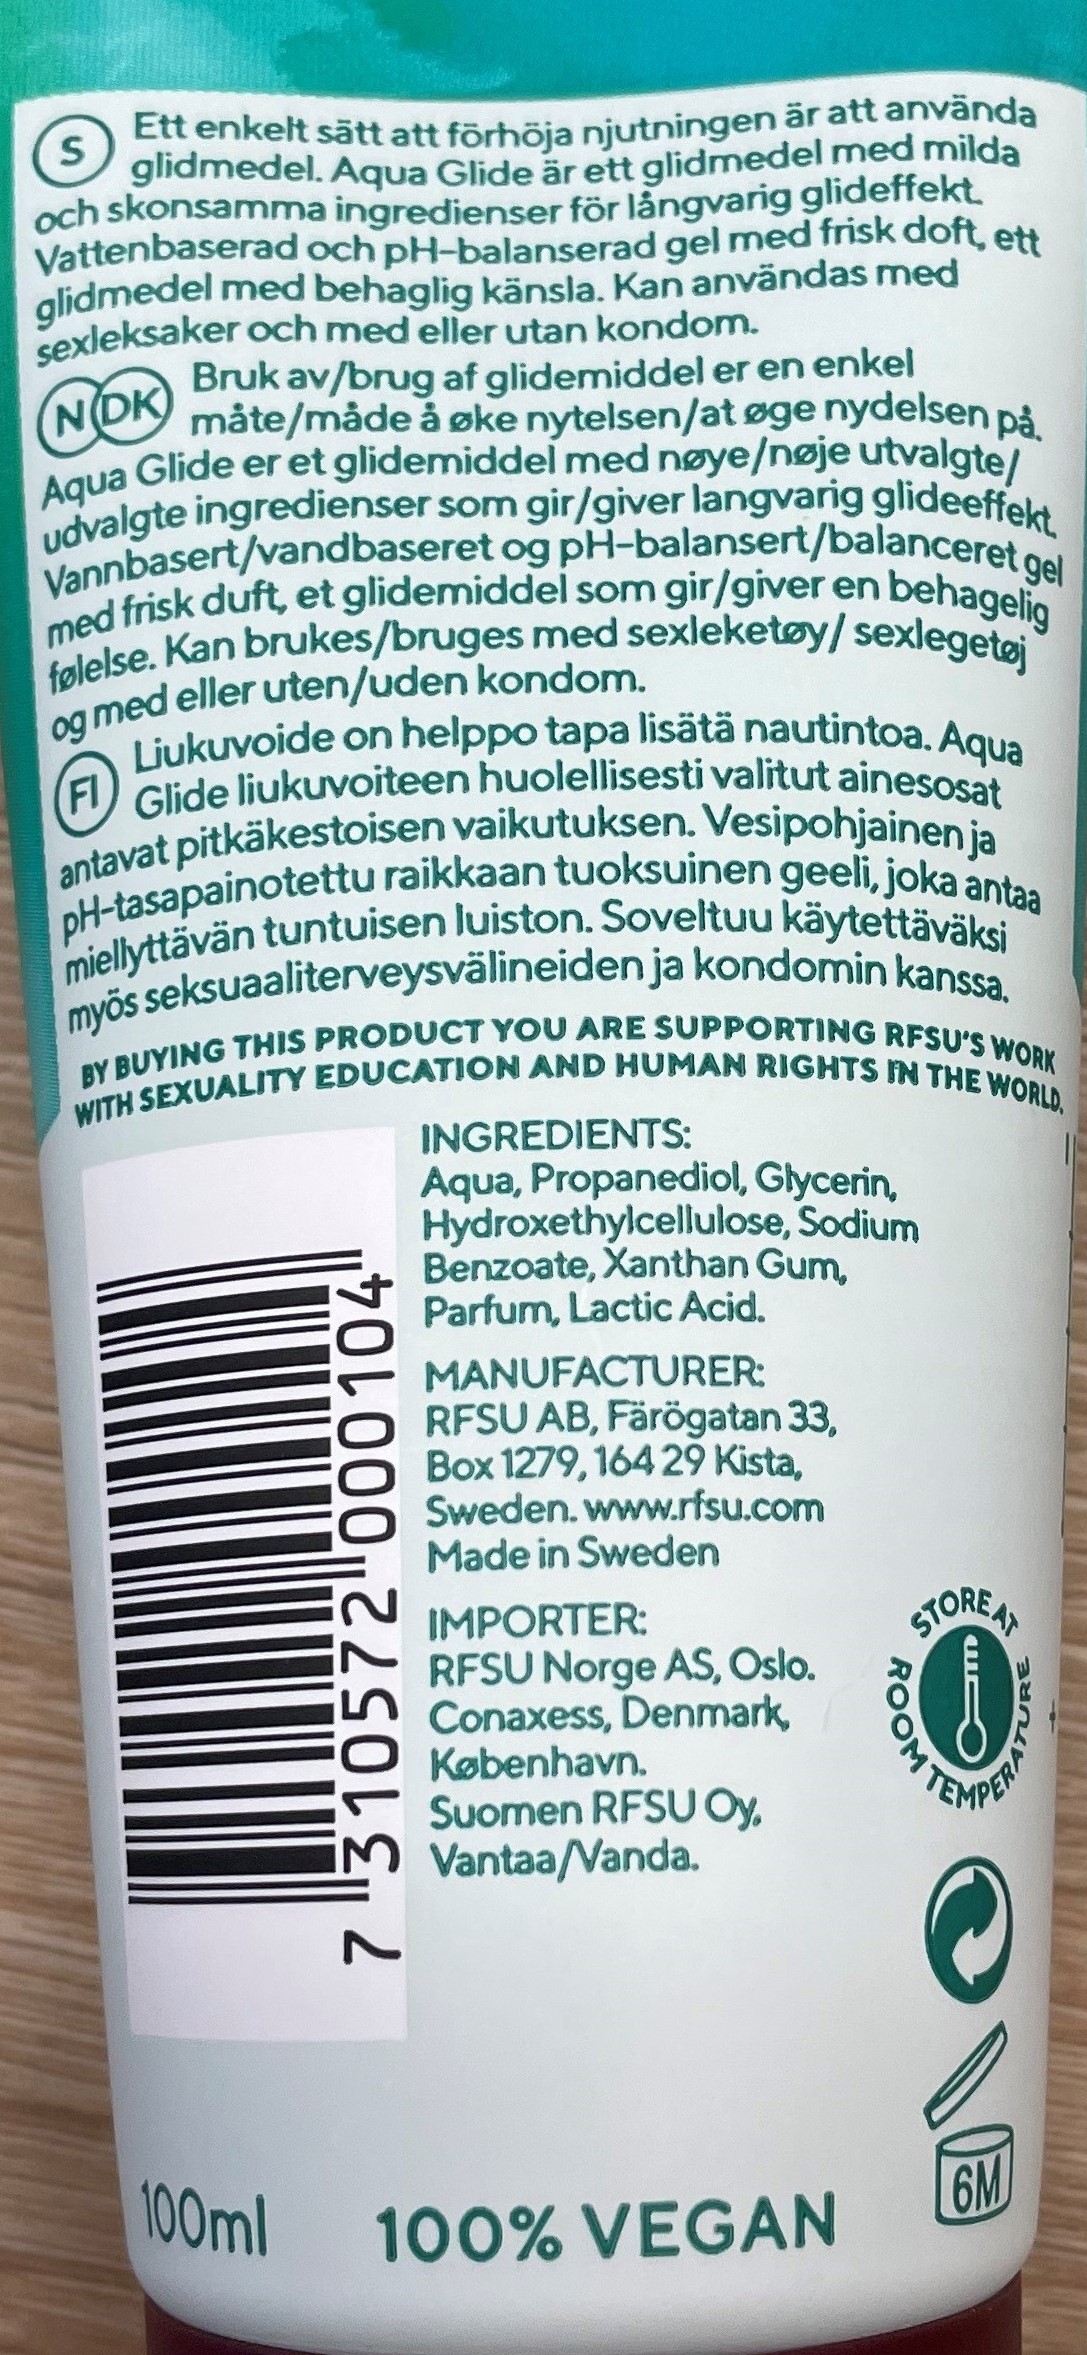 S Ett enkelt sätt att förhöja njutningen är att använda
glidmedel. Aqua Glide är ett glidmedel med milda
och skonsamma ingredienser för långvarig glideffekt.
Vattenbaserad och pH-balanserad gel med frisk doft, ett
glidmedel med behaglig känsla. Kan användas med
sexleksaker och med eller utan kondom.
N DK Bruk av/brug af glidemiddel er en enkel
måte/måde å øke nytelsen/at øge nydelsen på.
Aqua Glide er et glidemiddel med nøye/nøje utvalgte/
udvalgte ingredienser som gir/giver langvarig glideeffekt.
Vannbasert/vandbaseret og pH-balansert/balanceret gel
med frisk duft, et glidemiddel som gir/giver en behagelig
følelse. Kan brukes/bruges med sexleketøy/ sexlegetøj
og med eller uten/uden kondom.
FI Liukuvoide on helppo tapa lisätä nautintoa. Aqua
Glide liukuvoiteen huolellisesti valitut ainesosat
antavat pitkäkestoisen vaikutuksen. Vesipohjainen ja
pH-tasapainotettu raikkaan tuoksuinen geeli, joka antaa
miellyttävän tuntuisen luiston. Soveltuu käytettäväksi
myös seksuaaliterveysvälineiden ja kondomin kanssa.
BY BUYING THIS PRODUCT YOU ARE SUPPORTING RFSU'S WORK
WITH SEXUALITY EDUCATION AND HUMAN RIGHTS IN THE WORLD.
INGREDIENTS:
Aqua, Propanediol, Glycerin,
Hydroxethylcellulose, Sodium
Benzoate, Xanthan Gum,
Parfum, Lactic Acid.
MANUFACTURER:
RFSU AB, Färögatan 33,
Box 1279, 164 29 Kista,
Sweden. www.rfsu.com
Made in Sweden
IMPORTER:
RFSU Norge AS, Oslo.
Conaxess, Denmark,
København.
Suomen RFSU Oy,
Vantaa/Vanda.
7 310572 000104
STORE AT
ROOM TEMPERATURE
6M
100ml
100% VEGAN